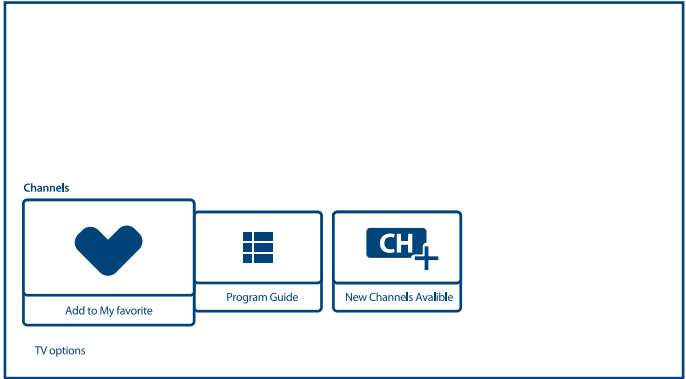 Channels
CH
Add to My favorite
Program Guide
New Channels Avalible
TV options